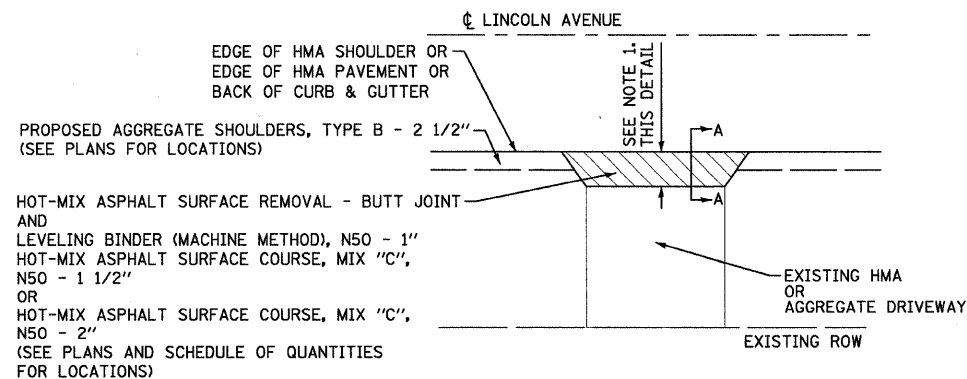 ℄ LINCOLN AVENUE
EDGE OF HMA SHOULDER OR
EDGE OF HMA PAVEMENT OR
BACK OF CURB & GUTTER
SEE NOTE 1.
THIS DETAIL
PROPOSED AGGREGATE SHOULDERS, TYPE B - 2 1/2"
(SEE PLANS FOR LOCATIONS)
A
A
HOT-MIX ASPHALT SURFACE REMOVAL - BUTT JOINT
AND
LEVELING BINDER (MACHINE METHOD), N50 - 1"
HOT-MIX ASPHALT SURFACE COURSE, MIX "C",
N50 - 1 1/2"
OR
HOT-MIX ASPHALT SURFACE COURSE, MIX "C",
N50 - 2"
(SEE PLANS AND SCHEDULE OF QUANTITIES
FOR LOCATIONS)
EXISTING HMA
OR
AGGREGATE DRIVEWAY
EXISTING ROW